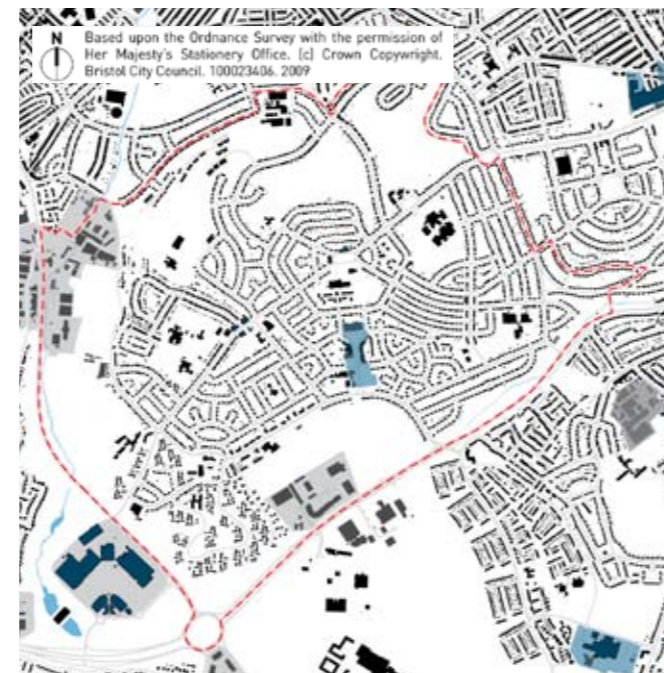 N
Based upon the Ordnance Survey with the permission of
Her Majesty's Stationery Office. (c) Crown Copywright.
Bristol City Council. 100023406. 2009